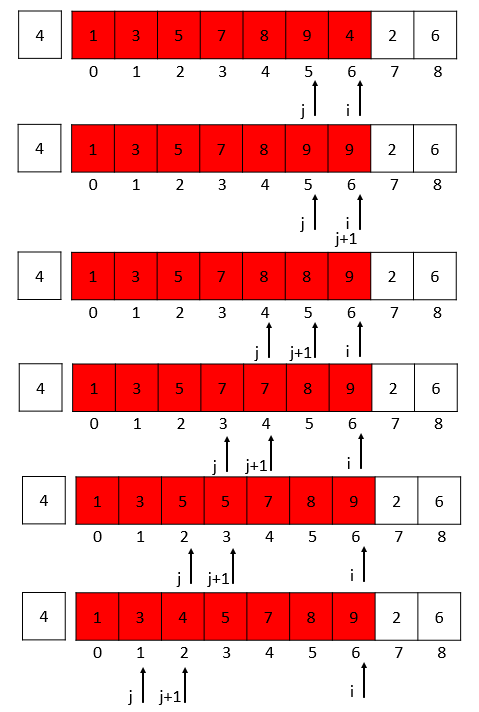 4 1 3 5 7 8 9 4 2 6
0 1 2 3 4 5 6 7 8
j i
4 1 3 5 7 8 9 9 2 6
0 1 2 3 4 5 6 7 8
j i
j+1
4 1 3 5 7 8 8 9 2 6
0 1 2 3 4 5 6 7 8
j j+1 i
4 1 3 5 7 7 8 9 2 6
0 1 2 3 4 5 6 7 8
j j+1 i
4 1 3 5 5 7 8 9 2 6
0 1 2 3 4 5 6 7 8
j j+1 i
4 1 3 4 5 7 8 9 2 6
0 1 2 3 4 5 6 7 8
j j+1 i